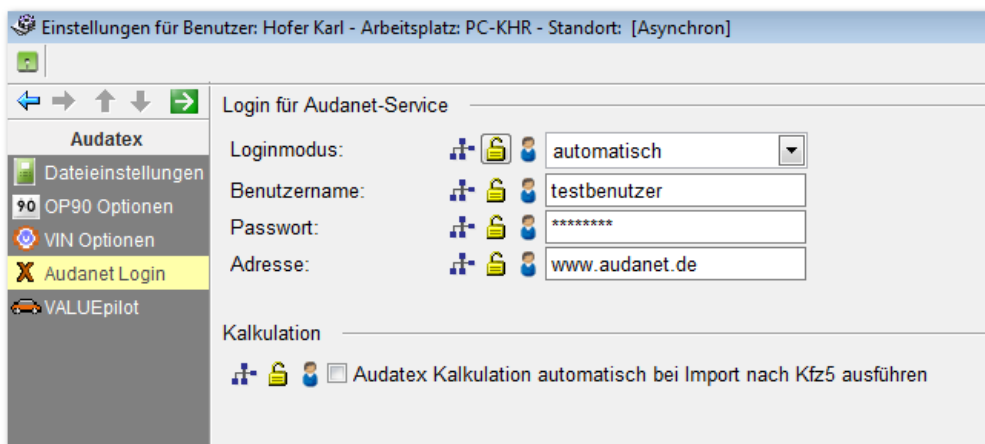 Einstellungen für Benutzer: Hofer Karl - Arbeitsplatz: PC-KHR - Standort: [Asynchron]
Audatex
Dateieinstellungen
90 OP90 Optionen
VIN Optionen
X Audanet Login
VALUEpilot
Login für Audanet-Service
Loginmodus: automatisch
Benutzername: testbenutzer
Passwort: ********
Adresse: www.audanet.de
Kalkulation
Audatex Kalkulation automatisch bei Import nach Kfz5 ausführen